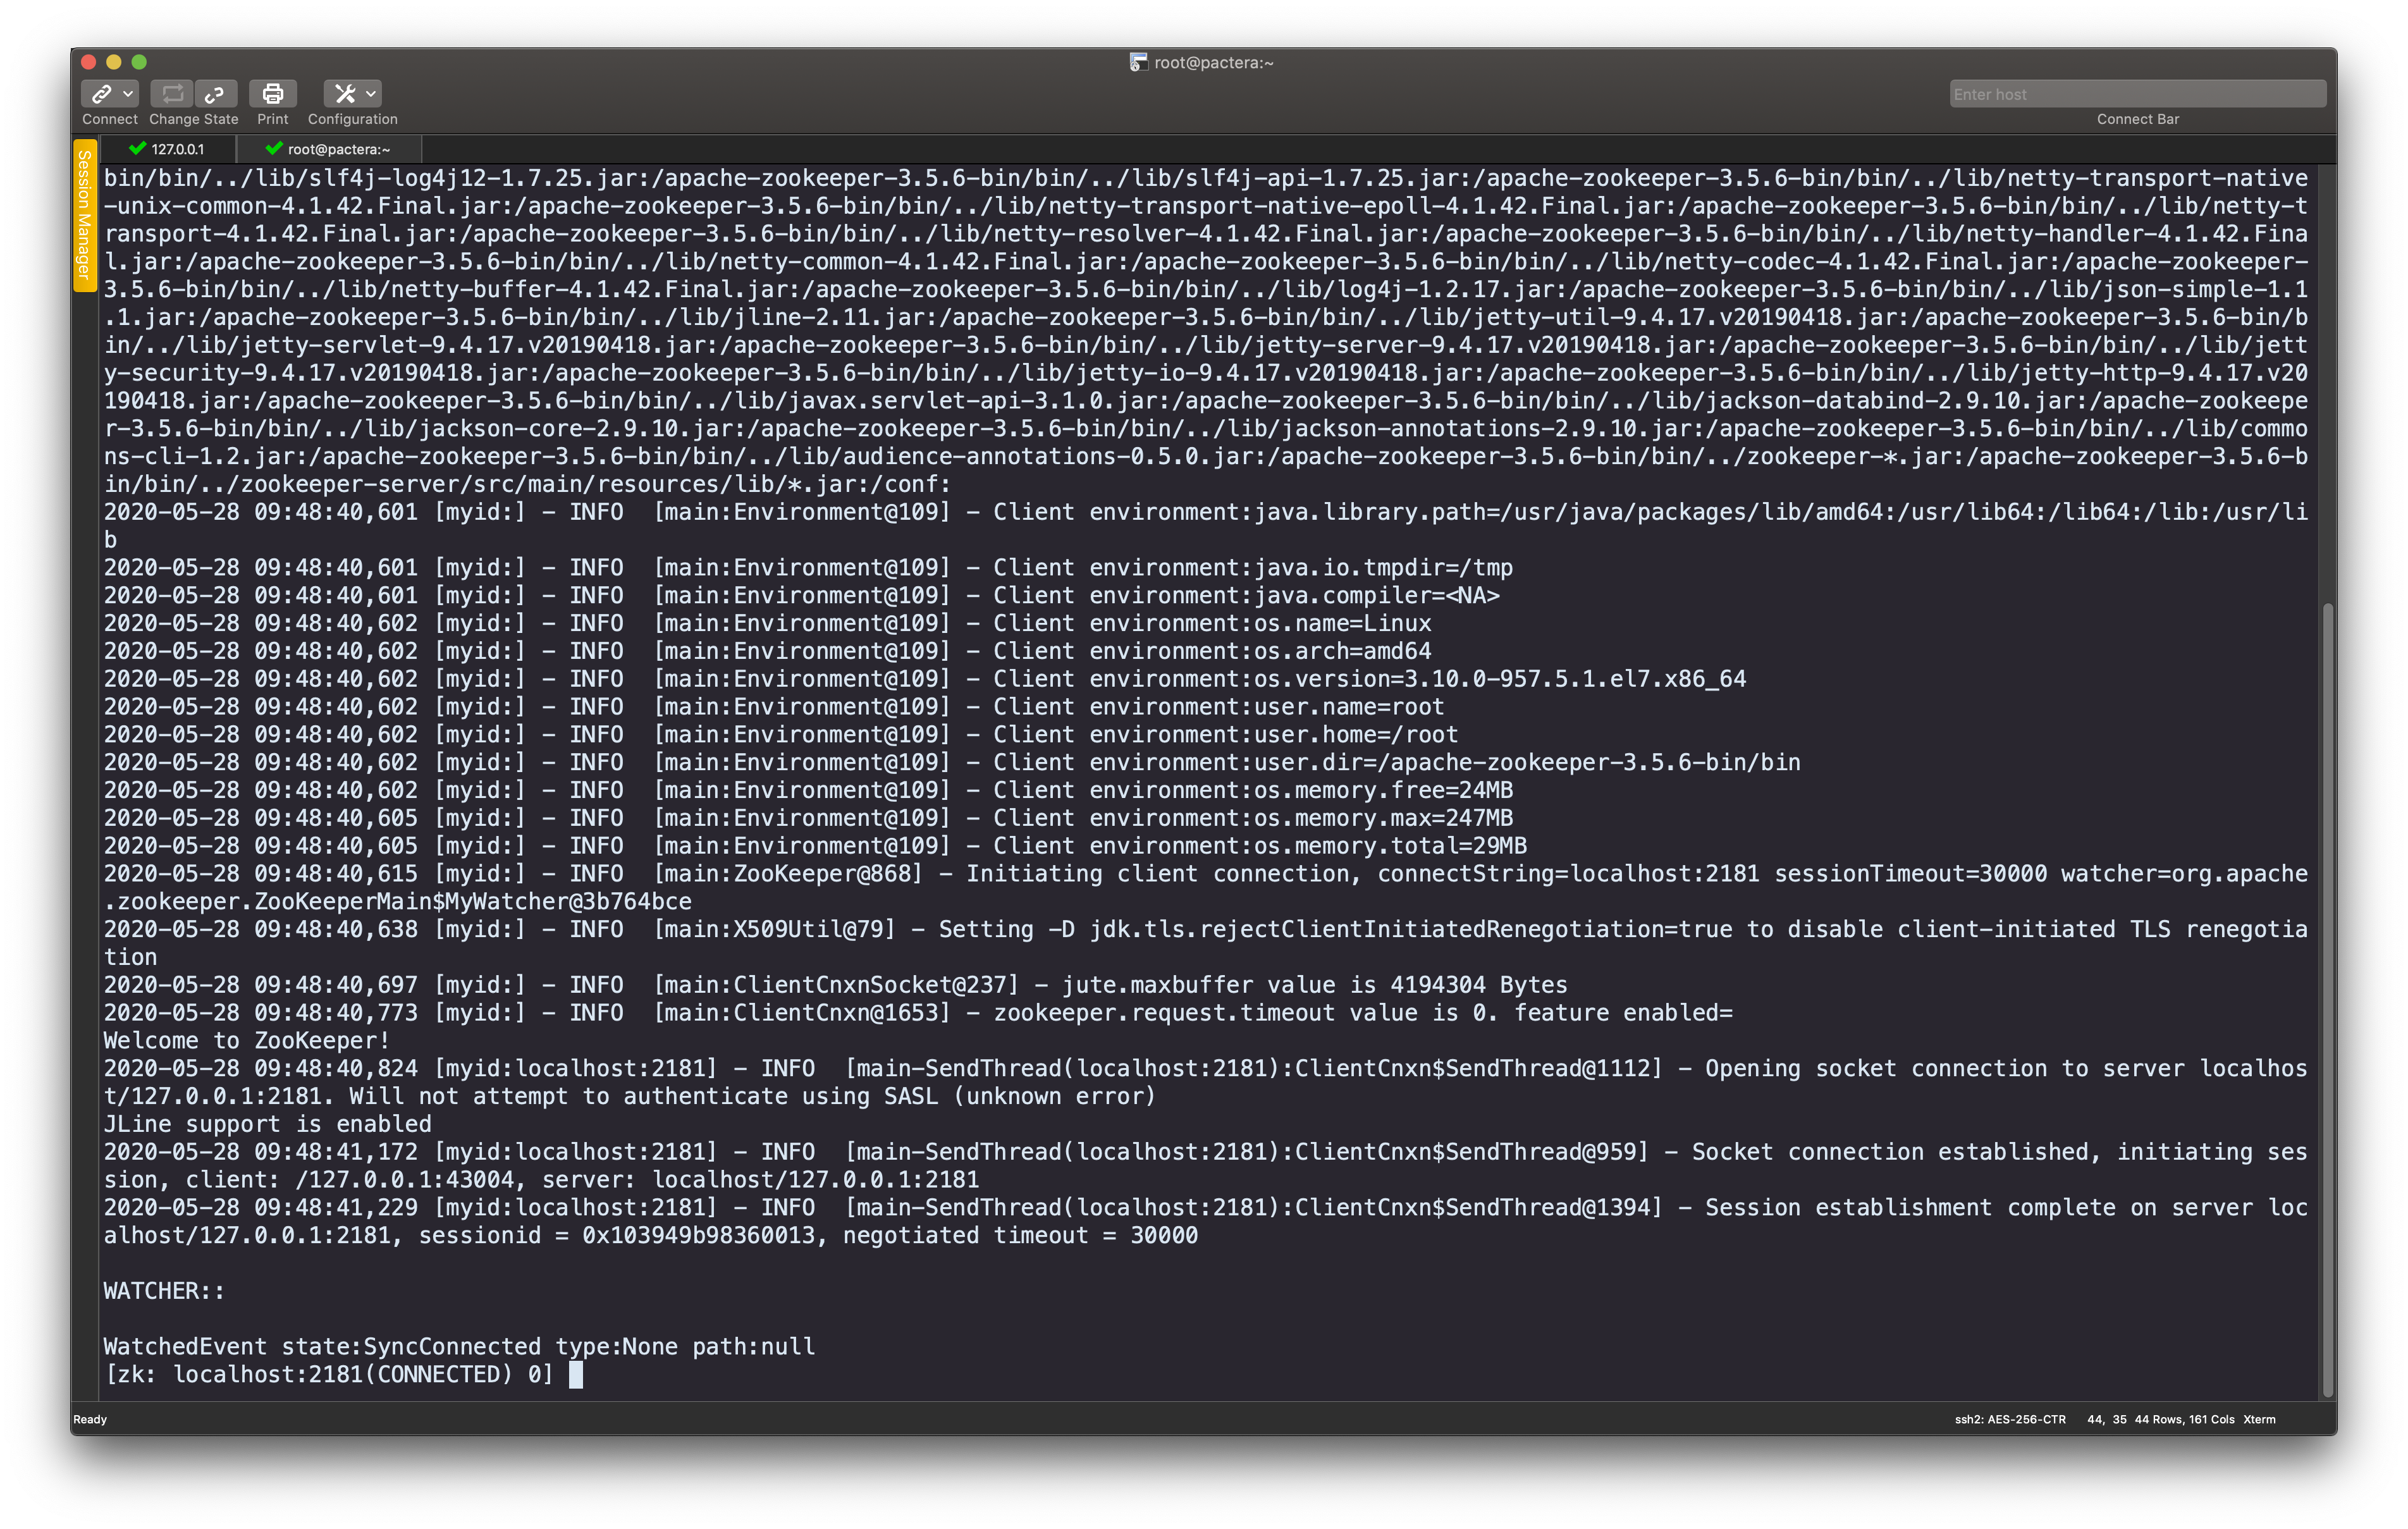 root@pactera:~
Connect
Change State
Print
Configuration
Enter host
Connect Bar
Session Manager
127.0.0.1
root@pactera:~
bin/bin/../lib/slf4j-log4j12-1.7.25.jar:/apache-zookeeper-3.5.6-bin/bin/../lib/slf4j-api-1.7.25.jar:/apache-zookeeper-3.5.6-bin/bin/../lib/netty-transport-native
-unix-common-4.1.42.Final.jar:/apache-zookeeper-3.5.6-bin/bin/../lib/netty-transport-native-epoll-4.1.42.Final.jar:/apache-zookeeper-3.5.6-bin/bin/../lib/netty-t
ransport-4.1.42.Final.jar:/apache-zookeeper-3.5.6-bin/bin/../lib/netty-resolver-4.1.42.Final.jar:/apache-zookeeper-3.5.6-bin/bin/../lib/netty-handler-4.1.42.Fina
l.jar:/apache-zookeeper-3.5.6-bin/bin/../lib/netty-common-4.1.42.Final.jar:/apache-zookeeper-3.5.6-bin/bin/../lib/netty-codec-4.1.42.Final.jar:/apache-zookeeper-
3.5.6-bin/bin/../lib/netty-buffer-4.1.42.Final.jar:/apache-zookeeper-3.5.6-bin/bin/../lib/log4j-1.2.17.jar:/apache-zookeeper-3.5.6-bin/bin/../lib/json-simple-1.1
.1.jar:/apache-zookeeper-3.5.6-bin/bin/../lib/jline-2.11.jar:/apache-zookeeper-3.5.6-bin/bin/../lib/jetty-util-9.4.17.v20190418.jar:/apache-zookeeper-3.5.6-bin/b
in/../lib/jetty-servlet-9.4.17.v20190418.jar:/apache-zookeeper-3.5.6-bin/bin/../lib/jetty-server-9.4.17.v20190418.jar:/apache-zookeeper-3.5.6-bin/bin/../lib/jett
y-security-9.4.17.v20190418.jar:/apache-zookeeper-3.5.6-bin/bin/../lib/jetty-io-9.4.17.v20190418.jar:/apache-zookeeper-3.5.6-bin/bin/../lib/jetty-http-9.4.17.v20
190418.jar:/apache-zookeeper-3.5.6-bin/bin/../lib/javax.servlet-api-3.1.0.jar:/apache-zookeeper-3.5.6-bin/bin/../lib/jackson-databind-2.9.10.jar:/apache-zookeepe
r-3.5.6-bin/bin/../lib/jackson-core-2.9.10.jar:/apache-zookeeper-3.5.6-bin/bin/../lib/jackson-annotations-2.9.10.jar:/apache-zookeeper-3.5.6-bin/bin/../lib/commo
ns-cli-1.2.jar:/apache-zookeeper-3.5.6-bin/bin/../lib/audience-annotations-0.5.0.jar:/apache-zookeeper-3.5.6-bin/bin/../zookeeper-*.jar:/apache-zookeeper-3.5.6-b
in/bin/../zookeeper-server/src/main/resources/lib/*.jar:/conf:
2020-05-28 09:48:40,601 [myid:] - INFO  [main:Environment@109] - Client environment:java.library.path=/usr/java/packages/lib/amd64:/usr/lib64:/lib64:/lib:/usr/li
b
2020-05-28 09:48:40,601 [myid:] - INFO  [main:Environment@109] - Client environment:java.io.tmpdir=/tmp
2020-05-28 09:48:40,601 [myid:] - INFO  [main:Environment@109] - Client environment:java.compiler=<NA>
2020-05-28 09:48:40,602 [myid:] - INFO  [main:Environment@109] - Client environment:os.name=Linux
2020-05-28 09:48:40,602 [myid:] - INFO  [main:Environment@109] - Client environment:os.arch=amd64
2020-05-28 09:48:40,602 [myid:] - INFO  [main:Environment@109] - Client environment:os.version=3.10.0-957.5.1.el7.x86_64
2020-05-28 09:48:40,602 [myid:] - INFO  [main:Environment@109] - Client environment:user.name=root
2020-05-28 09:48:40,602 [myid:] - INFO  [main:Environment@109] - Client environment:user.home=/root
2020-05-28 09:48:40,602 [myid:] - INFO  [main:Environment@109] - Client environment:user.dir=/apache-zookeeper-3.5.6-bin/bin
2020-05-28 09:48:40,602 [myid:] - INFO  [main:Environment@109] - Client environment:os.memory.free=24MB
2020-05-28 09:48:40,605 [myid:] - INFO  [main:Environment@109] - Client environment:os.memory.max=247MB
2020-05-28 09:48:40,605 [myid:] - INFO  [main:Environment@109] - Client environment:os.memory.total=29MB
2020-05-28 09:48:40,615 [myid:] - INFO  [main:ZooKeeper@868] - Initiating client connection, connectString=localhost:2181 sessionTimeout=30000 watcher=org.apache
.zookeeper.ZooKeeperMain$MyWatcher@3b764bce
2020-05-28 09:48:40,638 [myid:] - INFO  [main:X509Util@79] - Setting -D jdk.tls.rejectClientInitiatedRenegotiation=true to disable client-initiated TLS renegotia
tion
2020-05-28 09:48:40,697 [myid:] - INFO  [main:ClientCnxnSocket@237] - jute.maxbuffer value is 4194304 Bytes
2020-05-28 09:48:40,773 [myid:] - INFO  [main:ClientCnxn@1653] - zookeeper.request.timeout value is 0. feature enabled=
Welcome to ZooKeeper!
2020-05-28 09:48:40,824 [myid:localhost:2181] - INFO  [main-SendThread(localhost:2181):ClientCnxn$SendThread@1112] - Opening socket connection to server localhos
t/127.0.0.1:2181. Will not attempt to authenticate using SASL (unknown error)
JLine support is enabled
2020-05-28 09:48:41,172 [myid:localhost:2181] - INFO  [main-SendThread(localhost:2181):ClientCnxn$SendThread@959] - Socket connection established, initiating ses
sion, client: /127.0.0.1:43004, server: localhost/127.0.0.1:2181
2020-05-28 09:48:41,229 [myid:localhost:2181] - INFO  [main-SendThread(localhost:2181):ClientCnxn$SendThread@1394] - Session establishment complete on server loc
alhost/127.0.0.1:2181, sessionid = 0x103949b98360013, negotiated timeout = 30000
WATCHER::
WatchedEvent state:SyncConnected type:None path:null
[zk: localhost:2181(CONNECTED) 0]
Ready
ssh2: AES-256-CTR 44, 35 44 Rows, 161 Cols Xterm